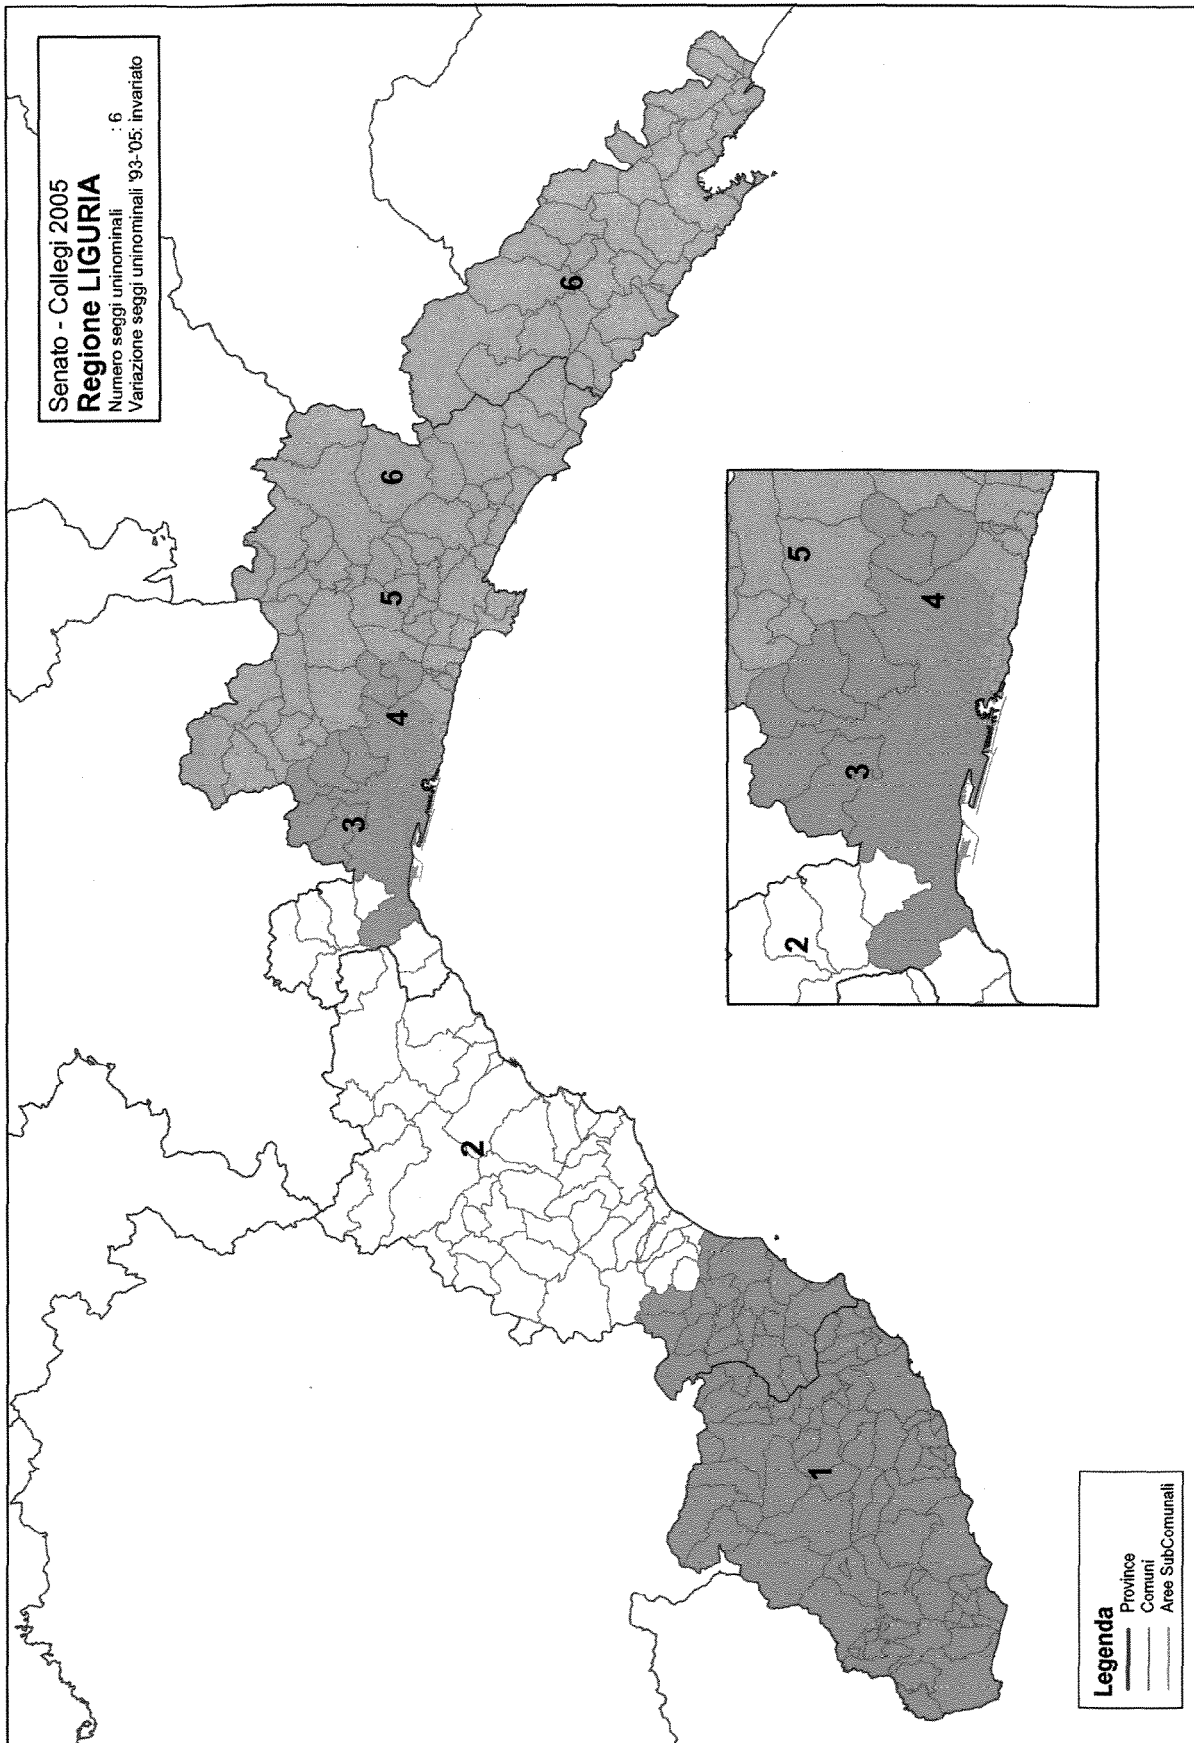 Senato - Collegi 2005
Regione LIGURIA
Numero seggi uninominali : 6
Variazione seggi uninominali '93-'05: invariato
1
2
3
4
5
6
6
2
3
4
5
Legenda
Province
Comuni
Aree SubComunali